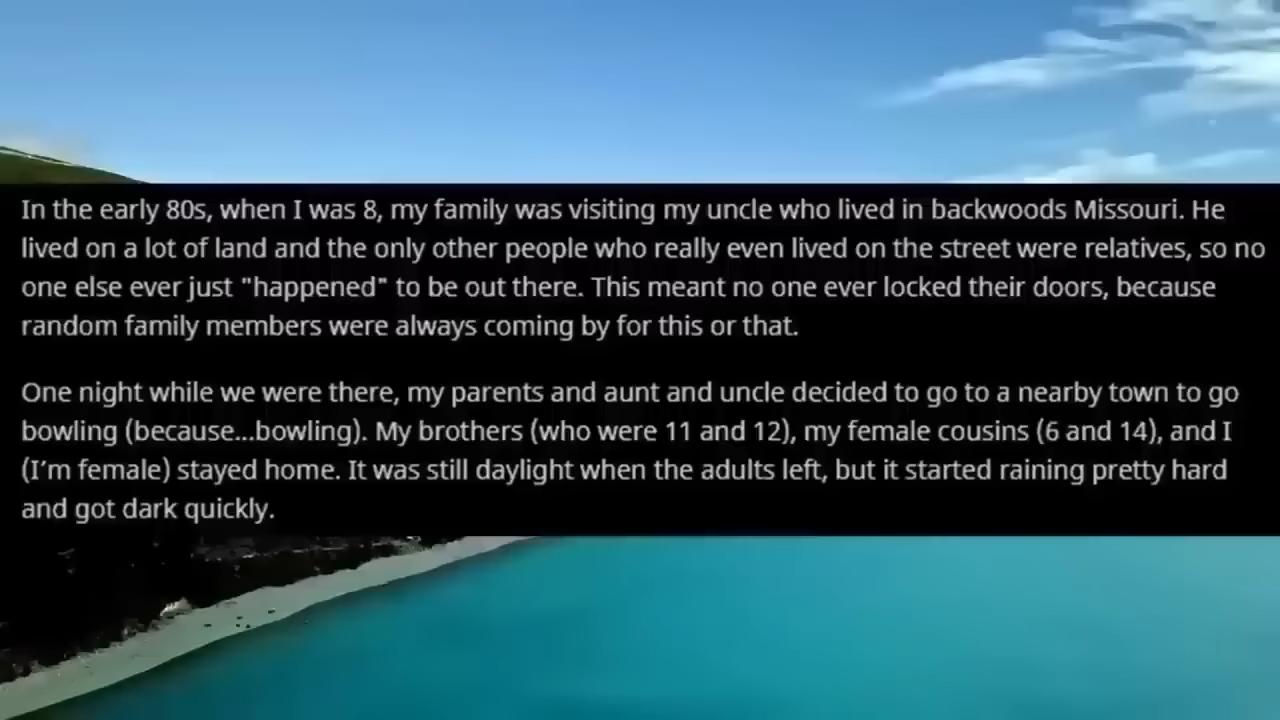 In the early 80s, when I was 8, my family was visiting my uncle who lived in backwoods Missouri. He
lived on a lot of land and the only other people who really even lived on the street were relatives, so no
one else ever just "happened" to be out there. This meant no one ever locked their doors, because
random family members were always coming by for this or that.
One night while we were there, my parents and aunt and uncle decided to go to a nearby town to go
bowling (because...bowling). My brothers (who were 11 and 12), my female cousins (6 and 14), and I
(I'm female) stayed home. It was still daylight when the adults left, but it started raining pretty hard
and got dark quickly.